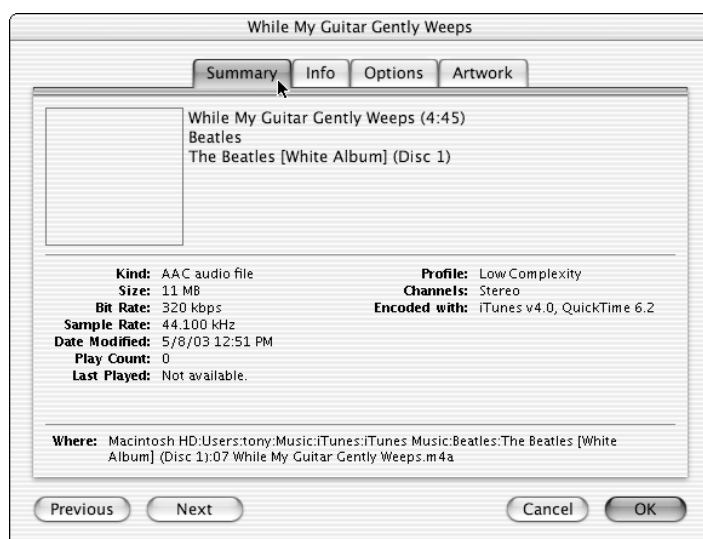 While My Guitar Gently Weeps
Summary Info Options Artwork
While My Guitar Gently Weeps (4:45)
Beatles
The Beatles [White Album] (Disc 1)
Kind: AAC audio file
Size: 11 MB
Bit Rate: 320 kbps
Sample Rate: 44.100 kHz
Date Modified: 5/8/03 12:51 PM
Play Count: 0
Last Played: Not available.
Profile: Low Complexity
Channels: Stereo
Encoded with: iTunes v4.0, QuickTime 6.2
Where: Macintosh HD:Users:tony:Music:iTunes:iTunes Music:Beatles:The Beatles [White
Album] (Disc 1):07 While My Guitar Gently Weeps.m4a
Previous Next Cancel OK